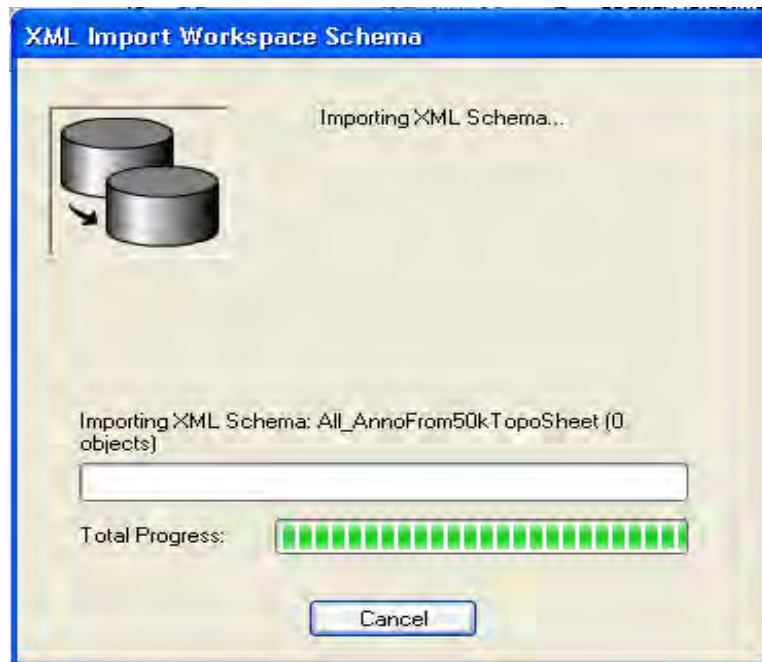 XML Import Workspace Schema
Importing XML Schema...
Importing XML Schema: All_AnnoFrom50kTopoSheet (0
objects)
Total Progress:
Cancel